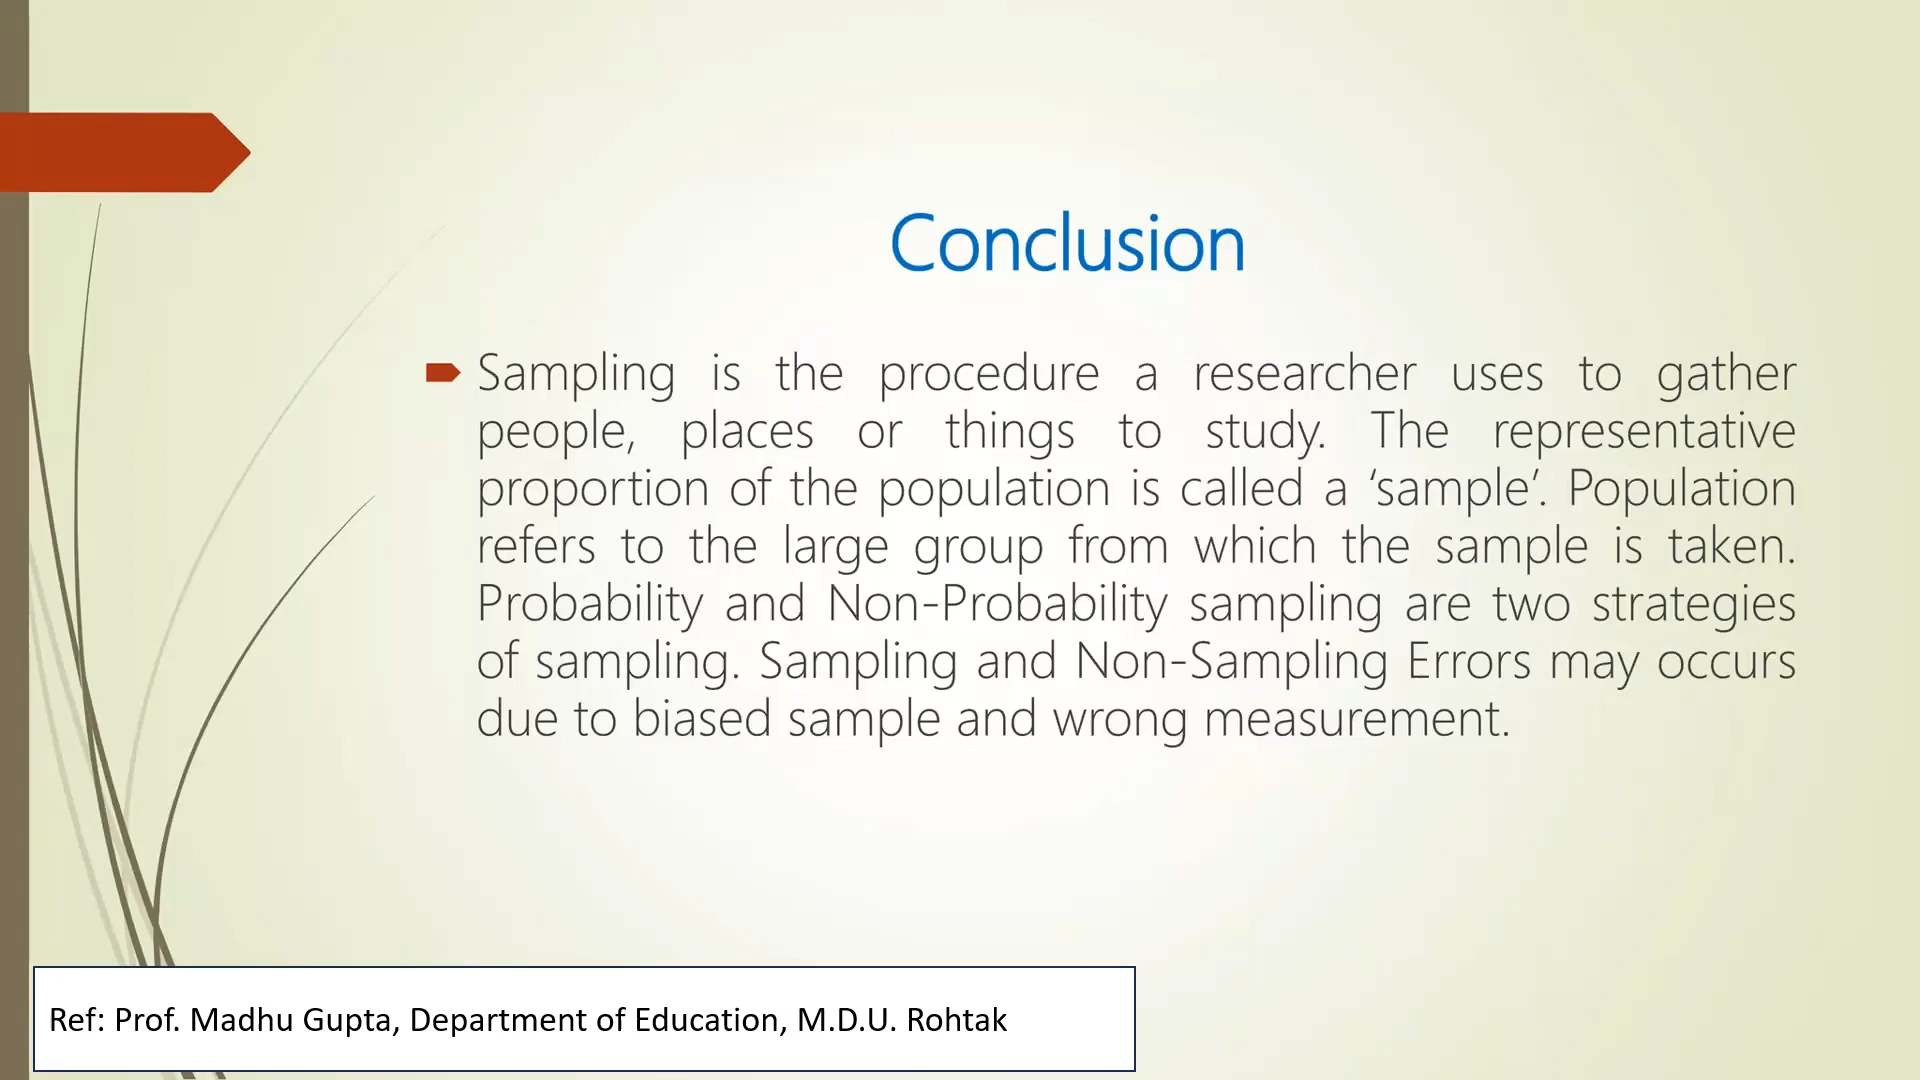 Conclusion
Sampling is the procedure a researcher uses to gather
people, places or things to study. The representative
proportion of the population is called a ‘sample’. Population
refers to the large group from which the sample is taken.
Probability and Non-Probability sampling are two strategies
of sampling. Sampling and Non-Sampling Errors may occurs
due to biased sample and wrong measurement.
Ref: Prof. Madhu Gupta, Department of Education, M.D.U. Rohtak